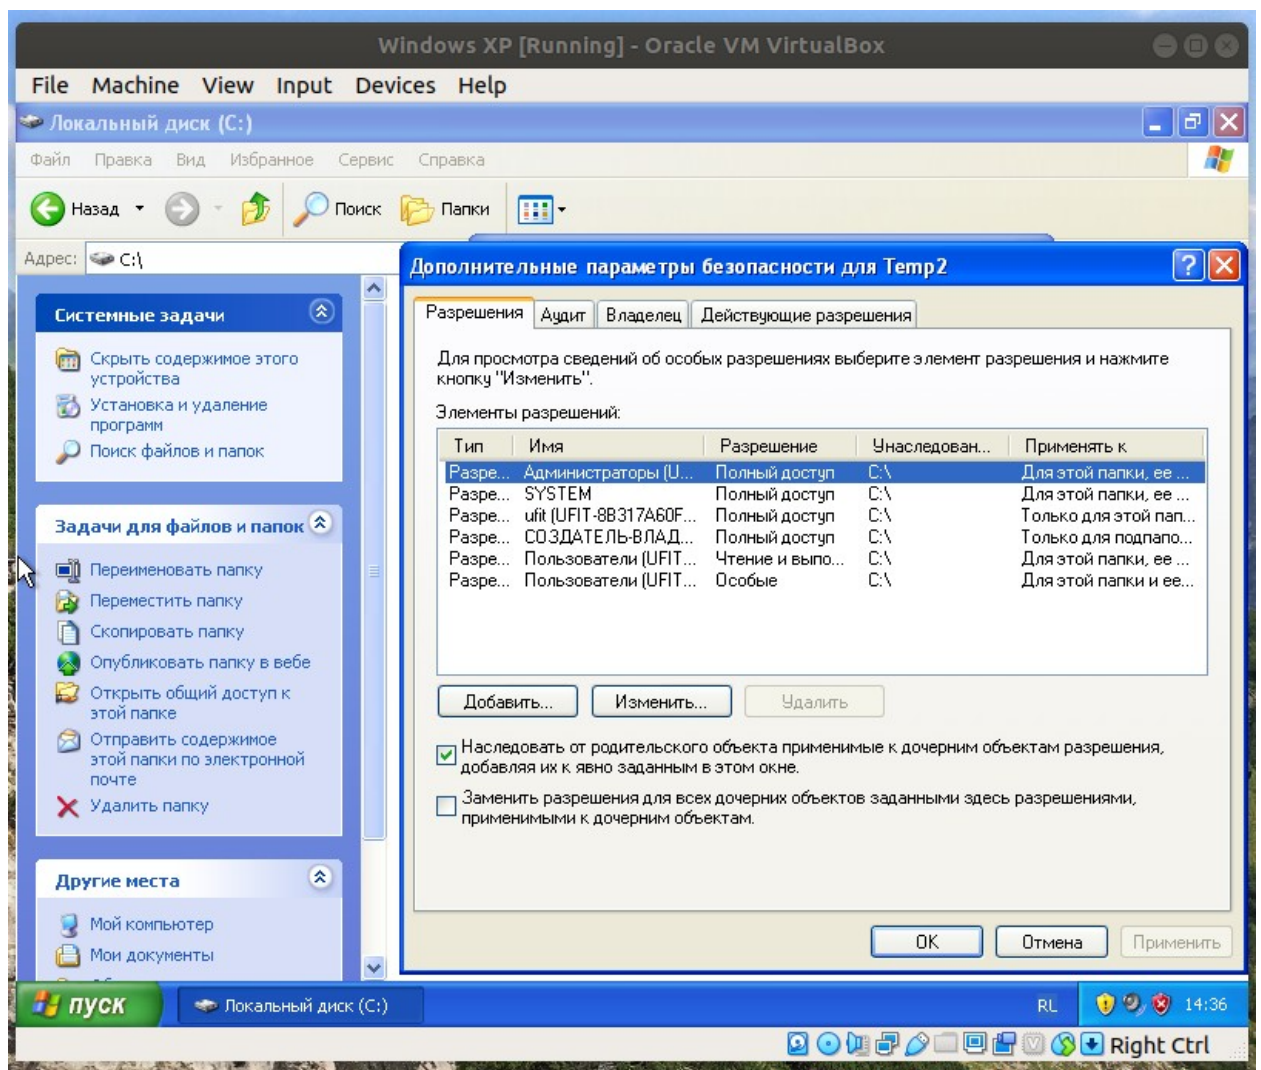 Windows XP [Running] - Oracle VM VirtualBox
File Machine View Input Devices Help
Локальный диск (C:)
Файл Правка Вид Избранное Сервис Справка
Назад Поиск Папки
Адрес: C:\
Системные задачи
Скрыть содержимое этого
устройства
Установка и удаление
программ
Поиск файлов и папок
Задачи для файлов и папок
Переименовать папку
Переместить папку
Скопировать папку
Опубликовать папку в вебе
Открыть общий доступ к
этой папке
Отправить содержимое
этой папки по электронной
почте
Удалить папку
Другие места
Мой компьютер
Мои документы
Дополнительные параметры безопасности для Temp2
Разрешения Аудит Владелец Действующие разрешения
Для просмотра сведений об особых разрешениях выберите элемент разрешения и нажмите
кнопку "Изменить".
Элементы разрешений:
Тип Имя Разрешение Унаследован... Применять к
Разре... Администраторы (U... Полный доступ C:\ Для этой папки, ее ...
Разре... SYSTEM Полный доступ C:\ Для этой папки, ее ...
Разре... ufit (UFIT-8B317A60F... Полный доступ C:\ Только для этой пап...
Разре... СОЗДАТЕЛЬ-ВЛАД... Полный доступ C:\ Только для подпапо...
Разре... Пользователи (UFIT... Чтение и выпо... C:\ Для этой папки, ее ...
Разре... Пользователи (UFIT... Особые C:\ Для этой папки и ее...
Добавить... Изменить... Удалить
Наследовать от родительского объекта применимые к дочерним объектам разрешения,
добавляя их к явно заданным в этом окне.
Заменить разрешения для всех дочерних объектов заданными здесь разрешениями,
применимыми к дочерним объектам.
OK Отмена Применить
пуск Локальный диск (C:) RL 14:36
Right Ctrl